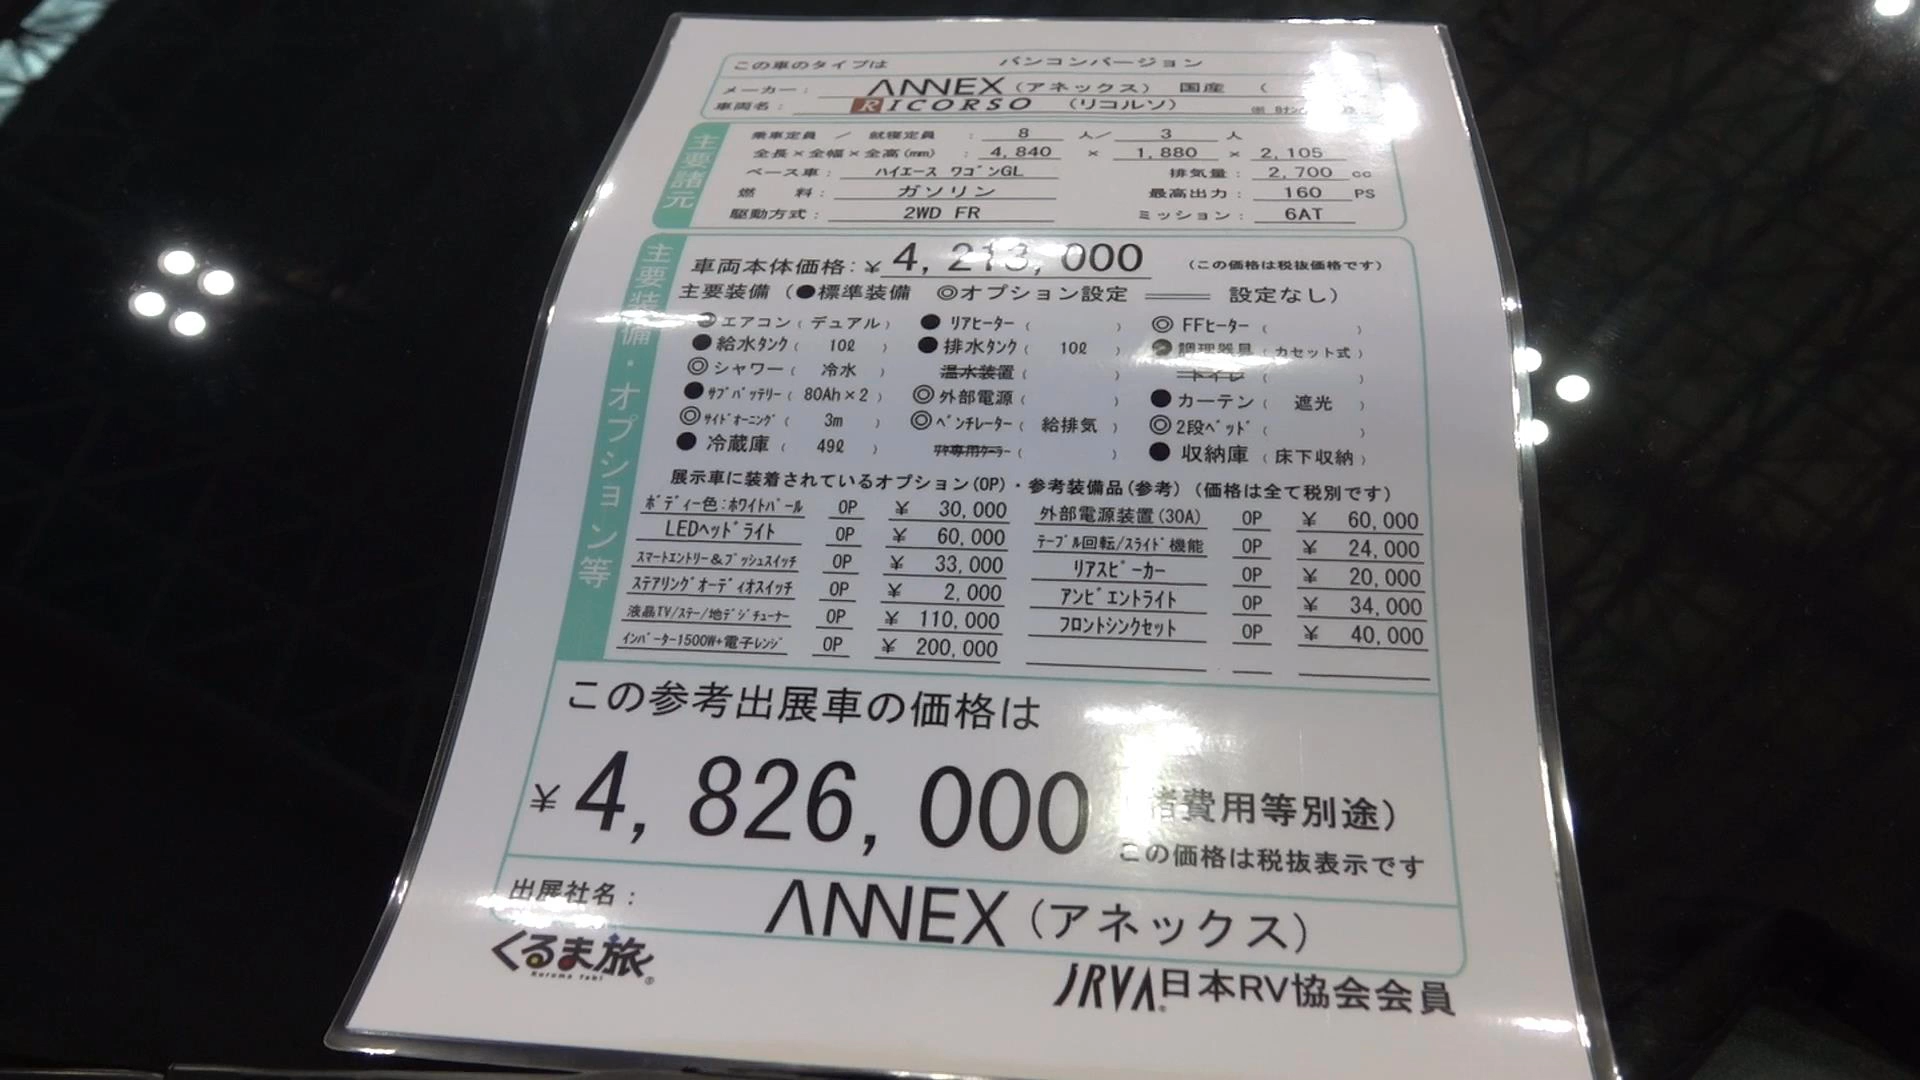 この車のタイプは バンコンバージョン
メーカー: ANNEX (アネックス) 国産 (
車両名: RICORSO (リコルソ)
主要諸元
乗車定員 / 就寝定員 : 8 人/ 3 人
全長×全幅×全高(mm) : 4,840 × 1,880 × 2,105
ベース車: ハイエース ワゴンGL 排気量: 2,700 cc
燃 料: ガソリン 最高出力: 160 PS
駆動方式: 2WD FR ミッション: 6AT
主要装備・オプション等
車両本体価格:¥ 4,213,000 (この価格は税抜価格です)
主要装備 (●標準装備 ◎オプション設定 ═══ 設定なし)
エアコン( デュアル) ● リアヒーター ( ) ◎ FFヒーター ( )
● 給水タンク( 10ℓ ) ● 排水タンク( 10ℓ ) 調理器具 ( カセット式 )
◎ シャワー( 冷水 ) 温水装置 ( ) トイレ ( )
● サブバッテリー( 80Ah×2 ) ◎ 外部電源( ) ● カーテン ( 遮光 )
◎ サイドオーニング( 3m ) ◎ ベンチレーター( 給排気 ) ◎ 2段ベッド ( )
● 冷蔵庫 ( 49ℓ ) ( ) ● 収納庫 ( 床下収納 )
展示車に装着されているオプション(OP)・参考装備品(参考) (価格は全て税別です)
ボディー色:ホワイトパール OP ¥ 30,000 外部電源装置(30A) OP ¥ 60,000
LEDヘッドライト OP ¥ 60,000 テーブル回転/スライド機能 OP ¥ 24,000
スマートエントリー&プッシュスイッチ OP ¥ 33,000 リアスピーカー OP ¥ 20,000
ステアリングオーディオスイッチ OP ¥ 2,000 アンビエントライト OP ¥ 34,000
液晶TV/ステー/地デジチューナー OP ¥ 110,000 フロントシンクセット OP ¥ 40,000
インバーター1500W+電子レンジ OP ¥ 200,000
この参考出展車の価格は
¥ 4,826,000 諸費用等別途)
この価格は税抜表示です
出展社名: ANNEX (アネックス)
くるま旅 Kuruma tabi
JRVA 日本RV協会会員